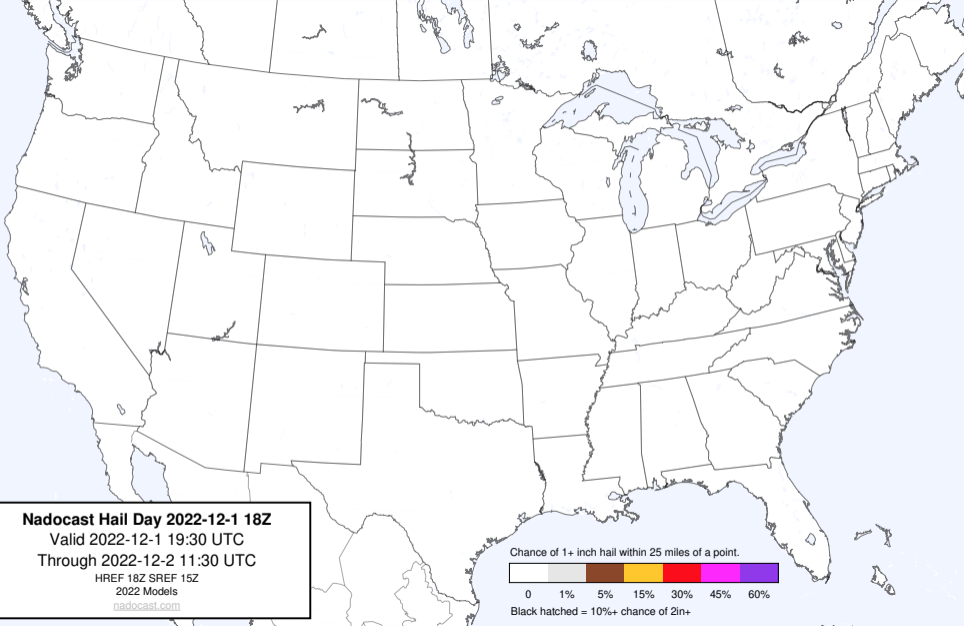 Nadocast Hail Day 2022-12-1 18Z
Valid 2022-12-1 19:30 UTC
Through 2022-12-2 11:30 UTC
HREF 18Z SREF 15Z
2022 Models
nadocast.com
Chance of 1+ inch hail within 25 miles of a point.
0 1% 5% 15% 30% 45% 60%
Black hatched = 10%+ chance of 2in+